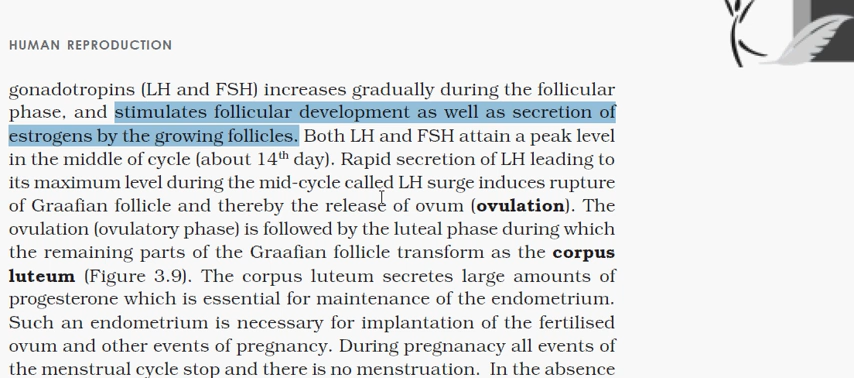 HUMAN REPRODUCTION
gonadotropins (LH and FSH) increases gradually during the follicular
phase, and stimulates follicular development as well as secretion of
estrogens by the growing follicles. Both LH and FSH attain a peak level
in the middle of cycle (about 14th day). Rapid secretion of LH leading to
its maximum level during the mid-cycle called LH surge induces rupture
of Graafian follicle and thereby the release of ovum (ovulation). The
ovulation (ovulatory phase) is followed by the luteal phase during which
the remaining parts of the Graafian follicle transform as the corpus
luteum (Figure 3.9). The corpus luteum secretes large amounts of
progesterone which is essential for maintenance of the endometrium.
Such an endometrium is necessary for implantation of the fertilised
ovum and other events of pregnancy. During pregnanacy all events of
the menstrual cycle stop and there is no menstruation. In the absence